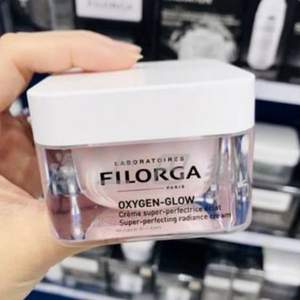 LABORATOIRES
FILORGA
PARIS
OXYGEN-GLOW
Crème super-perfectrice éclat
Super-perfecting radiance cream